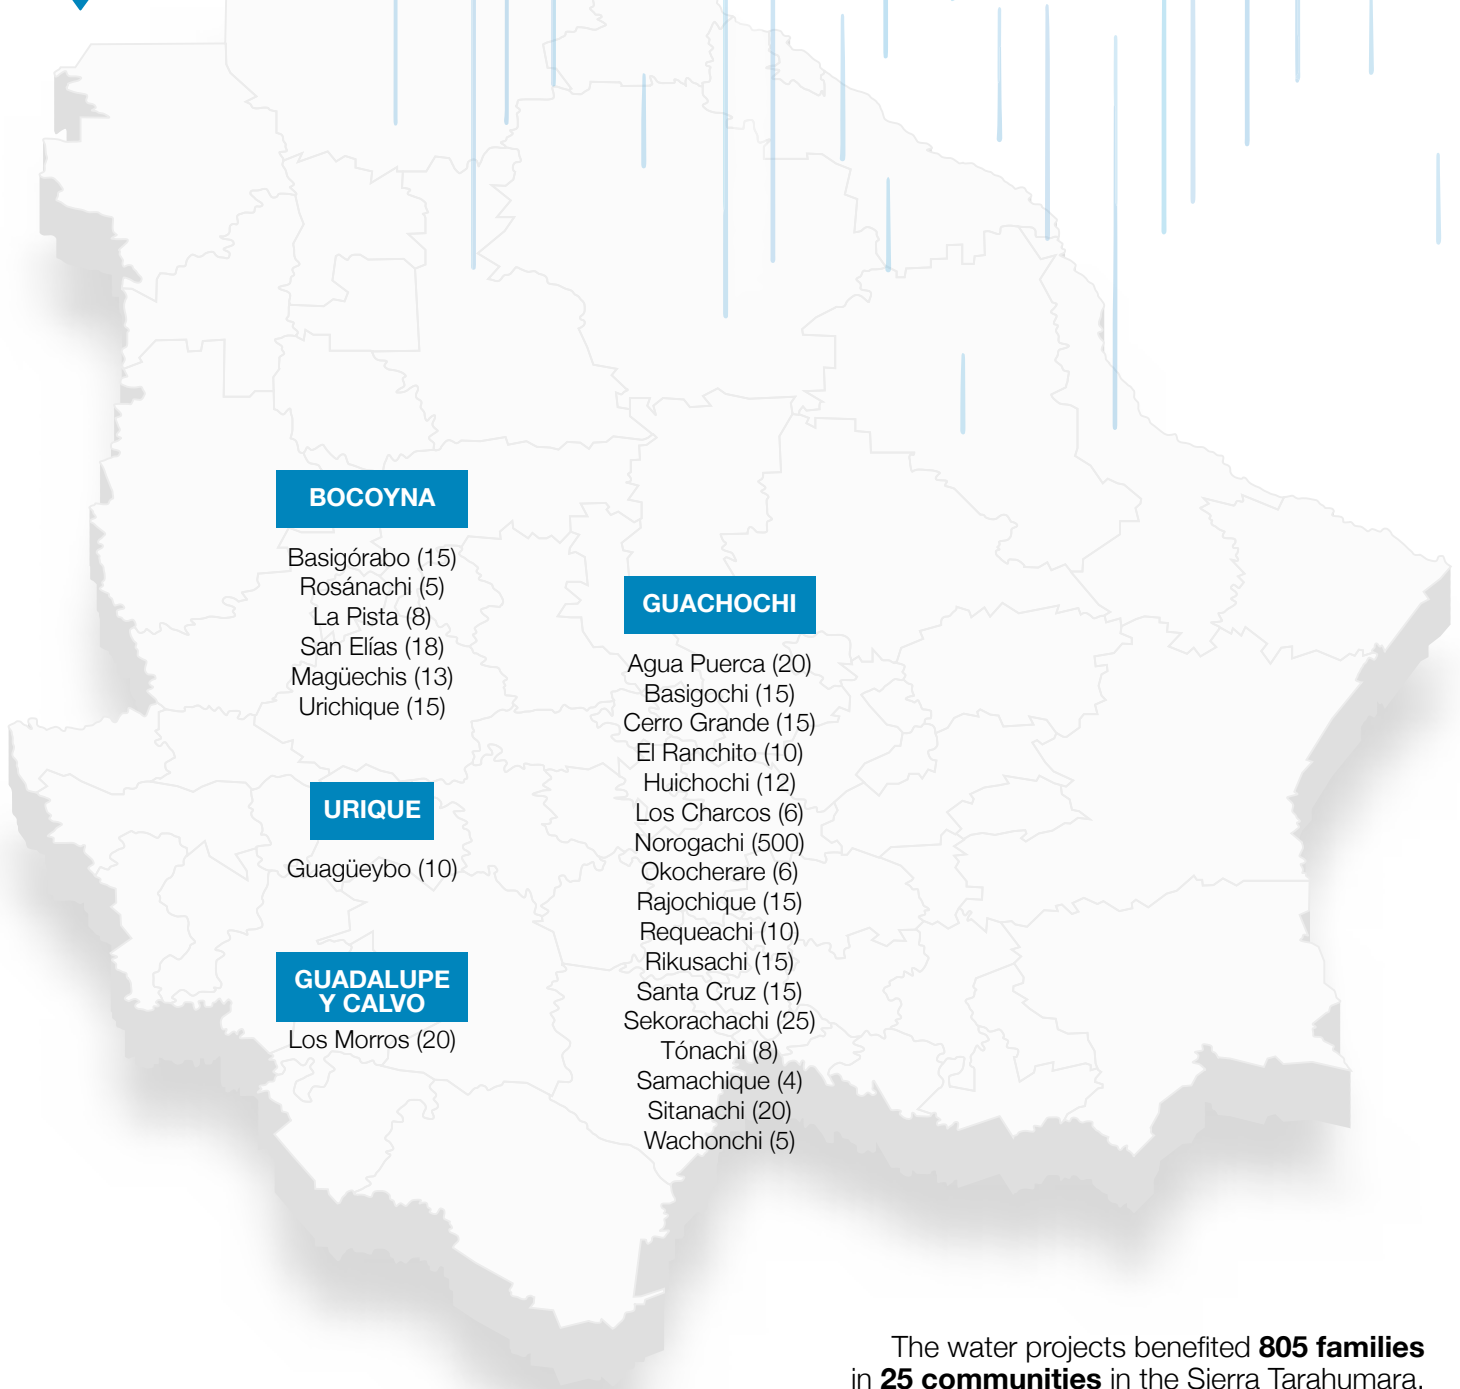 BOCOYNA
Basigórabo (15)
Rosánachi (5)
La Pista (8)
San Elías (18)
Magüechis (13)
Urichique (15)
URIQUE
Guagüeybo (10)
GUADALUPE
Y CALVO
Los Morros (20)
GUACHOCHI
Agua Puerca (20)
Basigochi (15)
Cerro Grande (15)
El Ranchito (10)
Huichochi (12)
Los Charcos (6)
Norogachi (500)
Okocherare (6)
Rajochique (15)
Requeachi (10)
Rikusachi (15)
Santa Cruz (15)
Sekorachachi (25)
Tónachi (8)
Samachique (4)
Sitanachi (20)
Wachonchi (5)
The water projects benefited 805 families
in 25 communities in the Sierra Tarahumara.